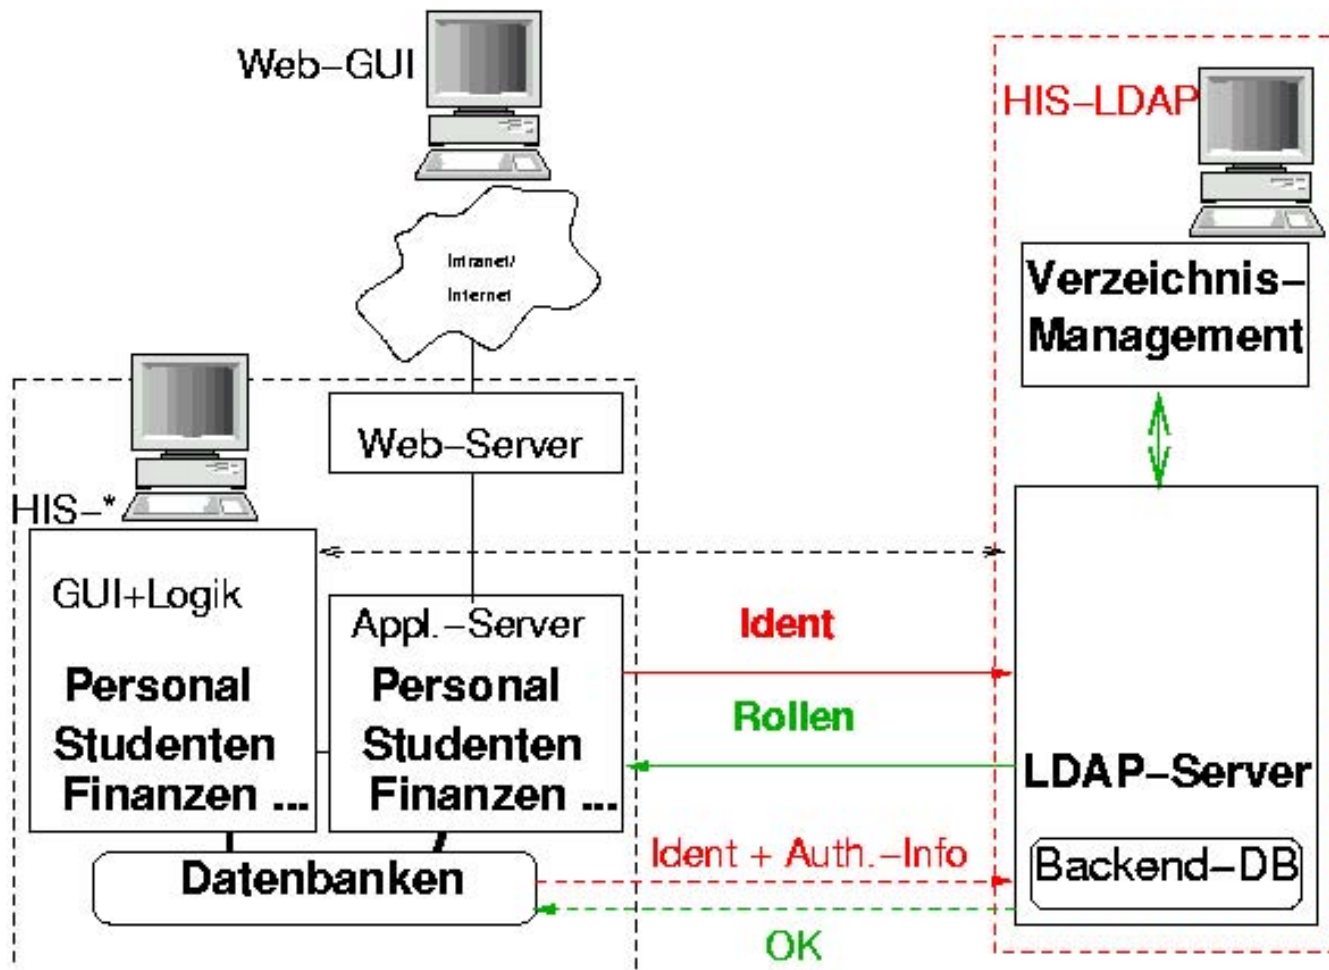 Web-GUI
Intranet/
Internet
HIS-LDAP
Verzeichnis-
Management
Web-Server
HIS-*
GUI+Logik
Personal
Studenten
Finanzen ...
Appl.-Server
Personal
Studenten
Finanzen ...
Datenbanken
Ident
Rollen
Ident + Auth.-Info
OK
LDAP-Server
Backend-DB